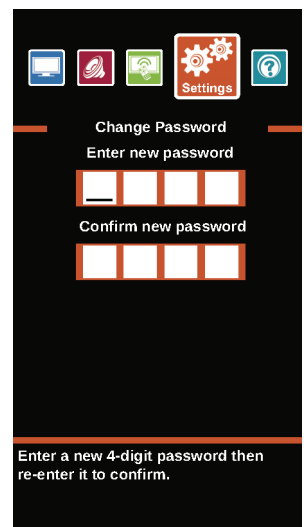 Settings
Change Password
Enter new password
Confirm new password
Enter a new 4-digit password then
re-enter it to confirm.